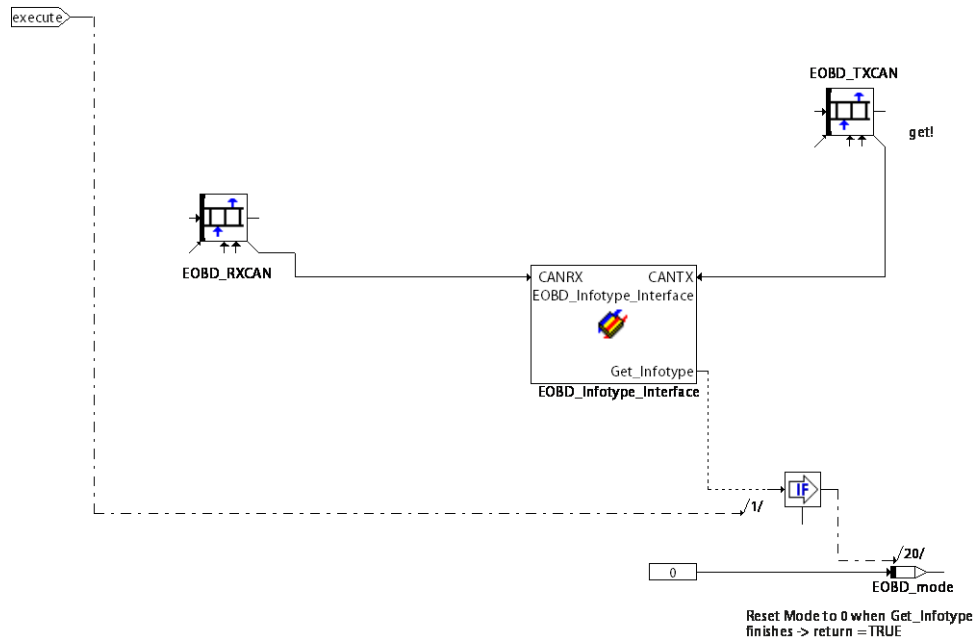 execute
EOBD_TXCAN
get!
EOBD_RXCAN
CANRX
CANTX
EOBD_Infotype_Interface
Get_Infotype
EOBD_Infotype_Interface
IF
/1/
/20/
0
EOBD_mode
Reset Mode to 0 when Get_Infotype
finishes -> return =TRUE